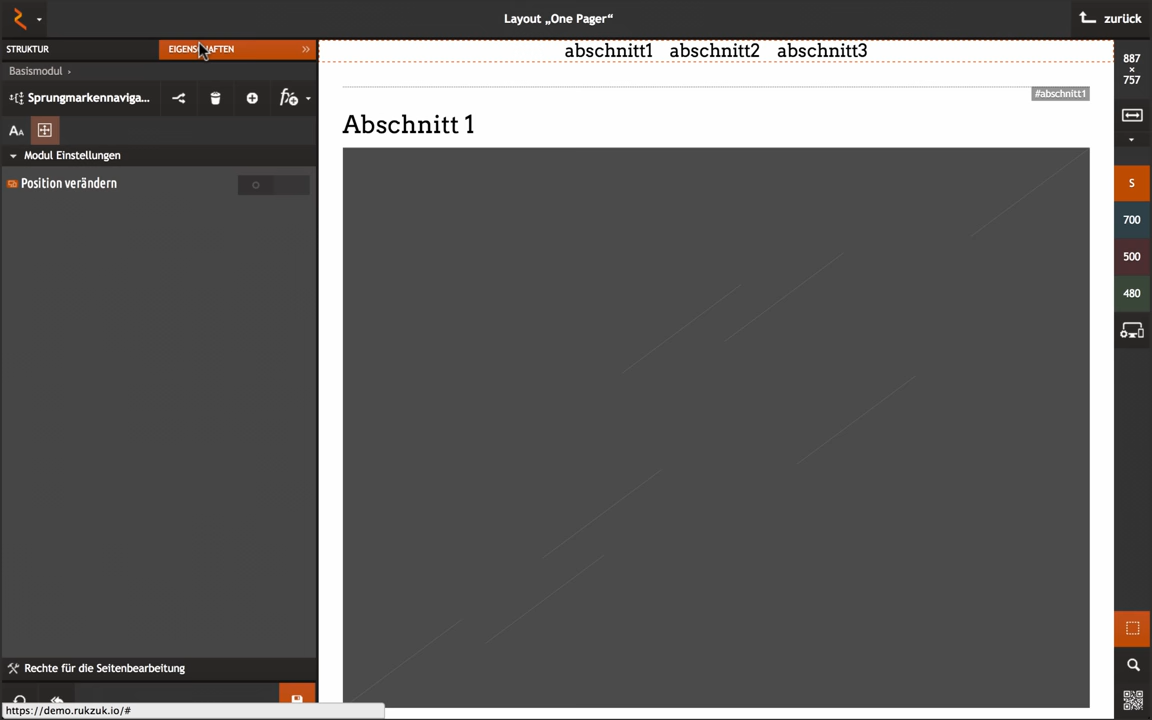 Layout „One Pager“
zurück
STRUKTUR
EIGENSCHAFTEN
Basismodul
Sprungmarkennaviga...
Modul Einstellungen
Position verändern
Rechte für die Seitenbearbeitung
https://demo.rukzuk.io/#
abschnitt1 abschnitt2 abschnitt3
#abschnitt1
Abschnitt 1
887
×
757
S
700
500
480